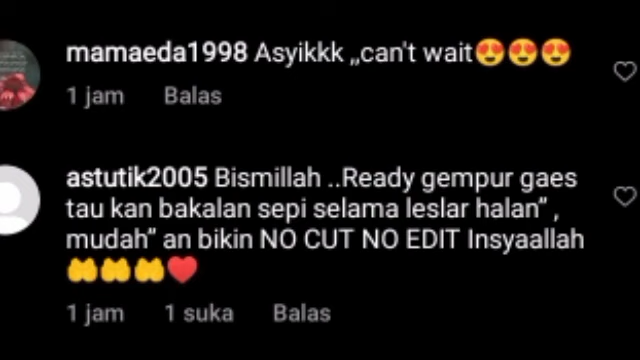 mamaeda1998 Asyikkk ,,can't wait😍😍😍
1 jam Balas
astutik2005 Bismillah ..Ready gempur gaes
tau kan bakalan sepi selama leslar halan" ,
mudah" an bikin NO CUT NO EDIT Insyaallah
🤲🤲🤲♥️
1 jam 1 suka Balas